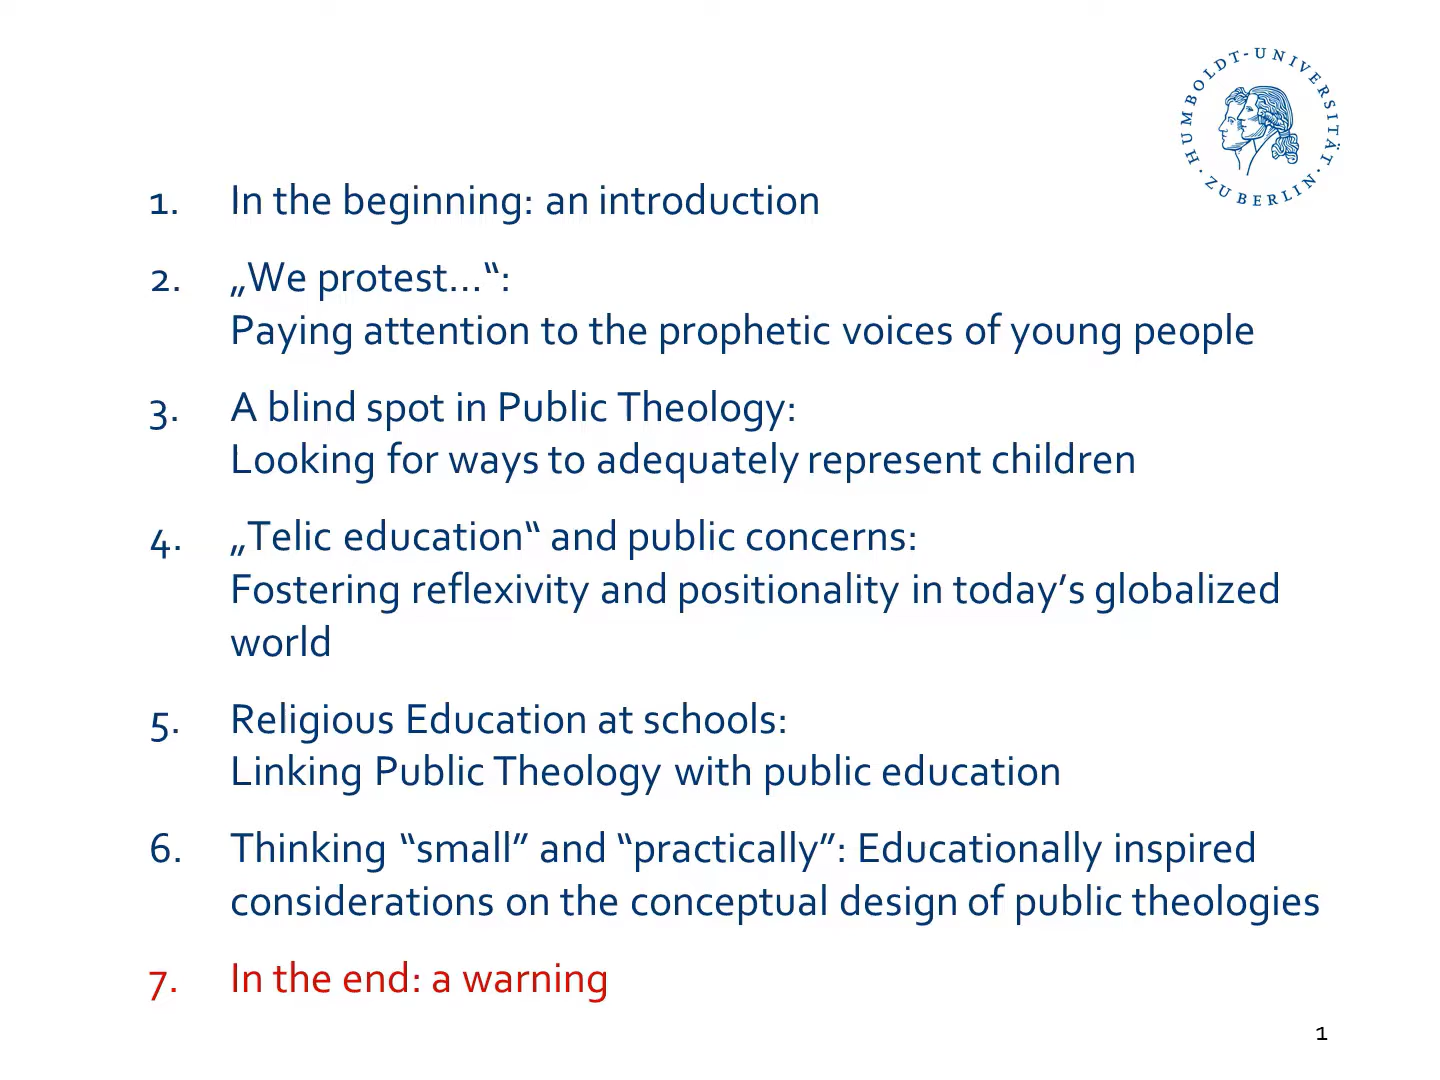 HUMBOLDT-UNIVERSITÄT · ZU BERLIN ·
1. In the beginning: an introduction
2. „We protest…“:
Paying attention to the prophetic voices of young people
3. A blind spot in Public Theology:
Looking for ways to adequately represent children
4. „Telic education“ and public concerns:
Fostering reflexivity and positionality in today’s globalized
world
5. Religious Education at schools:
Linking Public Theology with public education
6. Thinking “small” and “practically”: Educationally inspired
considerations on the conceptual design of public theologies
7. In the end: a warning
1